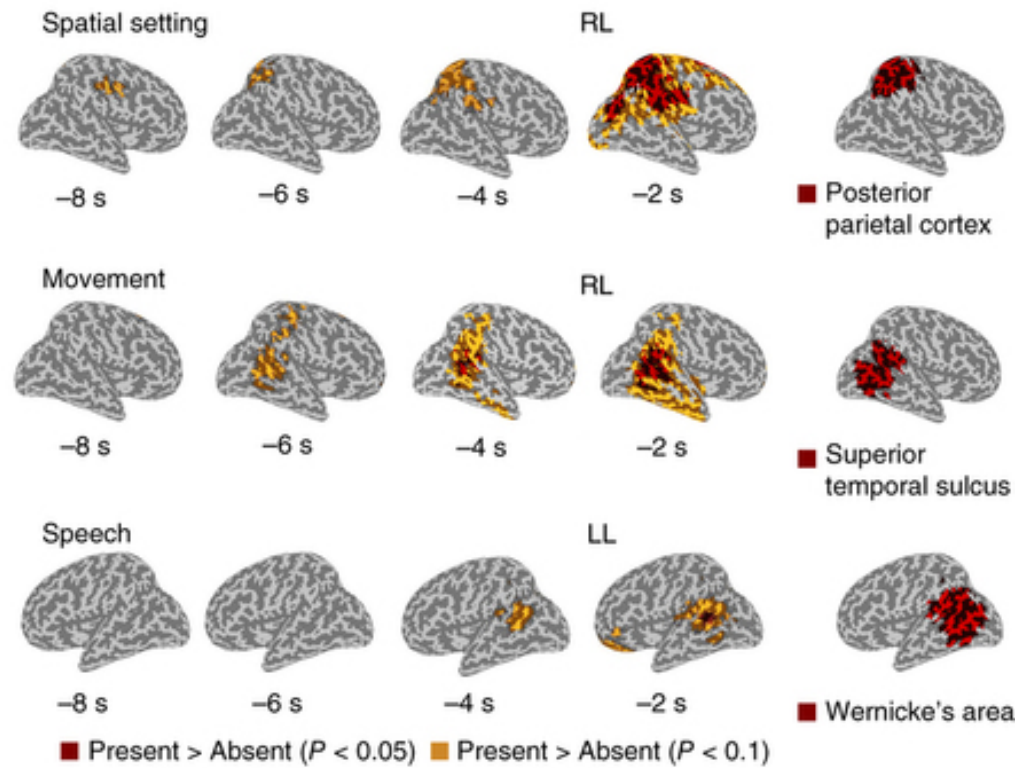 Spatial setting
RL
–8 s
–6 s
–4 s
–2 s
Posterior
parietal cortex
Movement
RL
–8 s
–6 s
–4 s
–2 s
Superior
temporal sulcus
Speech
LL
–8 s
–6 s
–4 s
–2 s
Wernicke's area
Present > Absent (P < 0.05)
Present > Absent (P < 0.1)